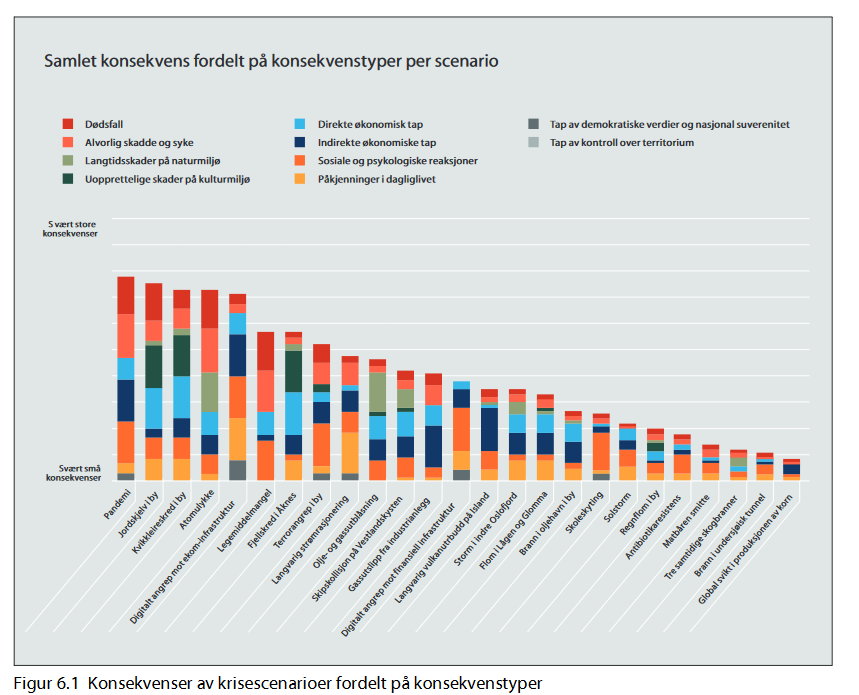 Samlet konsekvens fordelt på konsekvenstyper per scenario
Dødsfall
Alvorlig skadde og syke
Langtidsskader på naturmiljø
Uopprettelige skader på kulturmiljø
Direkte økonomisk tap
Indirekte økonomiske tap
Sosiale og psykologiske reaksjoner
Påkjenninger i dagliglivet
Tap av demokratiske verdier og nasjonal suverenitet
Tap av kontroll over territorium
S vært store
konsekvenser
Svært små
konsekvenser
Pandemi
Jordskjelv i by
Kvikkleireskred i by
Atomulykke
Digitalt angrep mot ekom-infrastruktur
Legemiddelmangel
Fjellskred i Åknes
Terrorangrep i by
Langvarig strømrasjonering
Olje- og gassutblåsning
Skipskollisjon på Vestlandskysten
Gassutslipp fra industrianlegg
Digitalt angrep mot finansiell infrastruktur
Langvarig vulkanutbudd på Island
Storm i indre Oslofjord
Flom i Lågen og Glomma
Brann i oljehavn i by
Skoleskyting
Solstorm
Regnflom i by
Antibiotikaresistens
Matbåren smitte
Tre samtidige skogbranner
Brann i undersjøisk tunnel
Global svikt i produksjonen av korn
Figur 6.1 Konsekvenser av krisescenarioer fordelt på konsekvenstyper